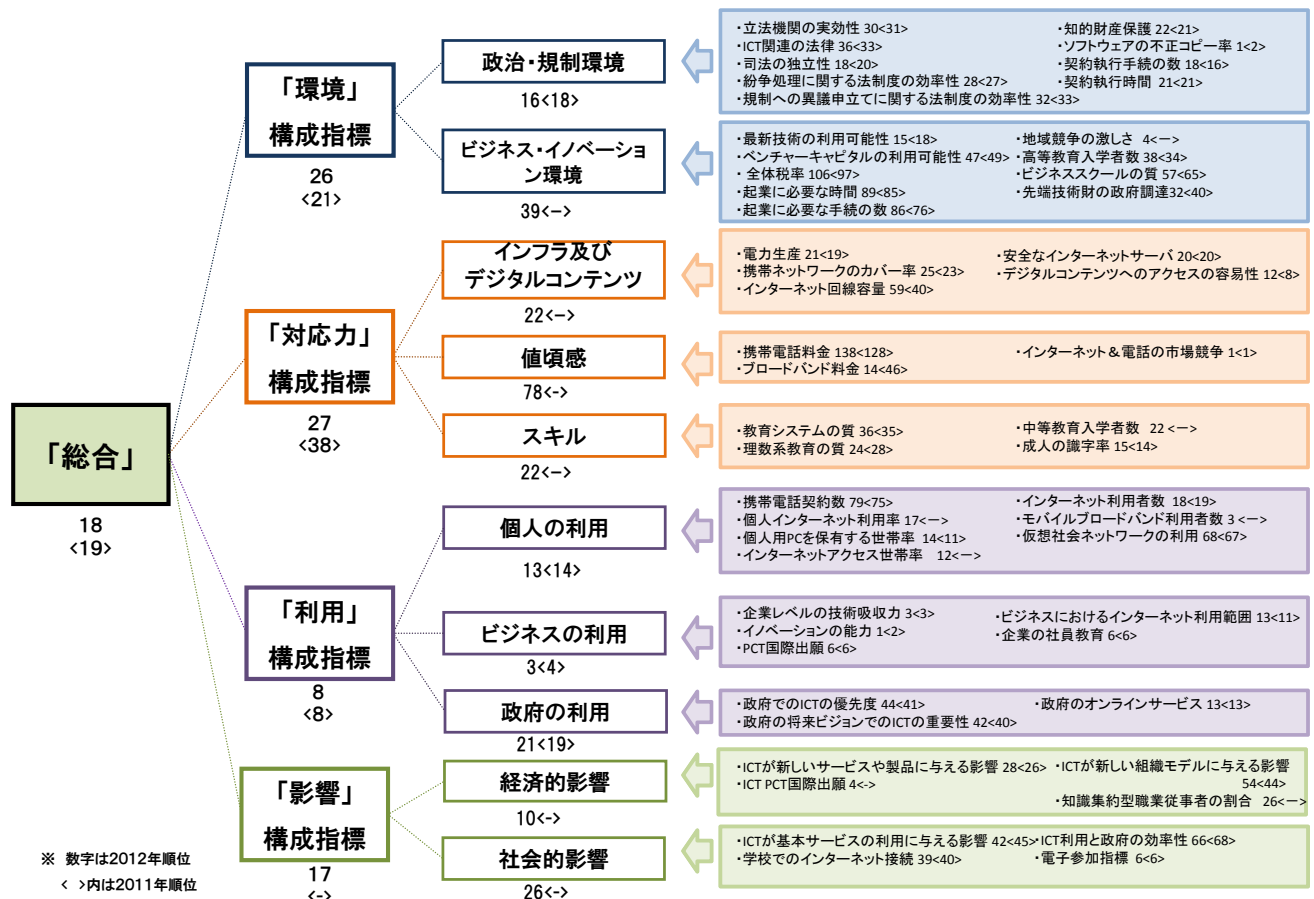 「総合」
18
<19>
「環境」
構成指標
26
<21>
政治・規制環境
16<18>
・立法機関の実効性 30<31>
・ICT関連の法律 36<33>
・司法の独立性 18<20>
・紛争処理に関する法制度の効率性 28<27>
・規制への異議申立てに関する法制度の効率性 32<33>
・知的財産保護 22<21>
・ソフトウェアの不正コピー率 1<2>
・契約執行手続の数 18<16>
・契約執行時間 21<21>
ビジネス・イノベーショ
ン環境
39<->
・最新技術の利用可能性 15<18>
・ベンチャーキャピタルの利用可能性 47<49>
・全体税率 106<97>
・起業に必要な時間 89<85>
・起業に必要な手続の数 86<76>
・地域競争の激しさ 4<ー>
・高等教育入学者数 38<34>
・ビジネススクールの質 57<65>
・先端技術財の政府調達32<40>
「対応力」
構成指標
27
<38>
インフラ及び
デジタルコンテンツ
22<->
・電力生産 21<19>
・携帯ネットワークのカバー率 25<23>
・インターネット回線容量 59<40>
・安全なインターネットサーバ 20<20>
・デジタルコンテンツへのアクセスの容易性 12<8>
値頃感
78<->
・携帯電話料金 138<128>
・ブロードバンド料金 14<46>
・インターネット&電話の市場競争 1<1>
スキル
22<->
・教育システムの質 36<35>
・理数系教育の質 24<28>
・中等教育入学者数 22 <ー>
・成人の識字率 15<14>
「利用」
構成指標
8
<8>
個人の利用
13<14>
・携帯電話契約数 79<75>
・個人インターネット利用率 17<ー>
・個人用PCを保有する世帯率 14<11>
・インターネットアクセス世帯率 12<ー>
・インターネット利用者数 18<19>
・モバイルブロードバンド利用者数 3 <ー>
・仮想社会ネットワークの利用 68<67>
ビジネスの利用
3<4>
・企業レベルの技術吸収力 3<3>
・イノベーションの能力 1<2>
・PCT国際出願 6<6>
・ビジネスにおけるインターネット利用範囲 13<11>
・企業の社員教育 6<6>
政府の利用
21<19>
・政府でのICTの優先度 44<41>
・政府の将来ビジョンでのICTの重要性 42<40>
・政府のオンラインサービス 13<13>
「影響」
構成指標
17
<->
経済的影響
10<->
・ICTが新しいサービスや製品に与える影響 28<26>
・ICT PCT国際出願 4<->
・ICTが新しい組織モデルに与える影響
54<44>
・知識集約型職業従事者の割合 26<ー>
社会的影響
26<->
・ICTが基本サービスの利用に与える影響 42<45>
・学校でのインターネット接続 39<40>
・ICT利用と政府の効率性 66<68>
・電子参加指標 6<6>
※ 数字は2012年順位
< >内は2011年順位